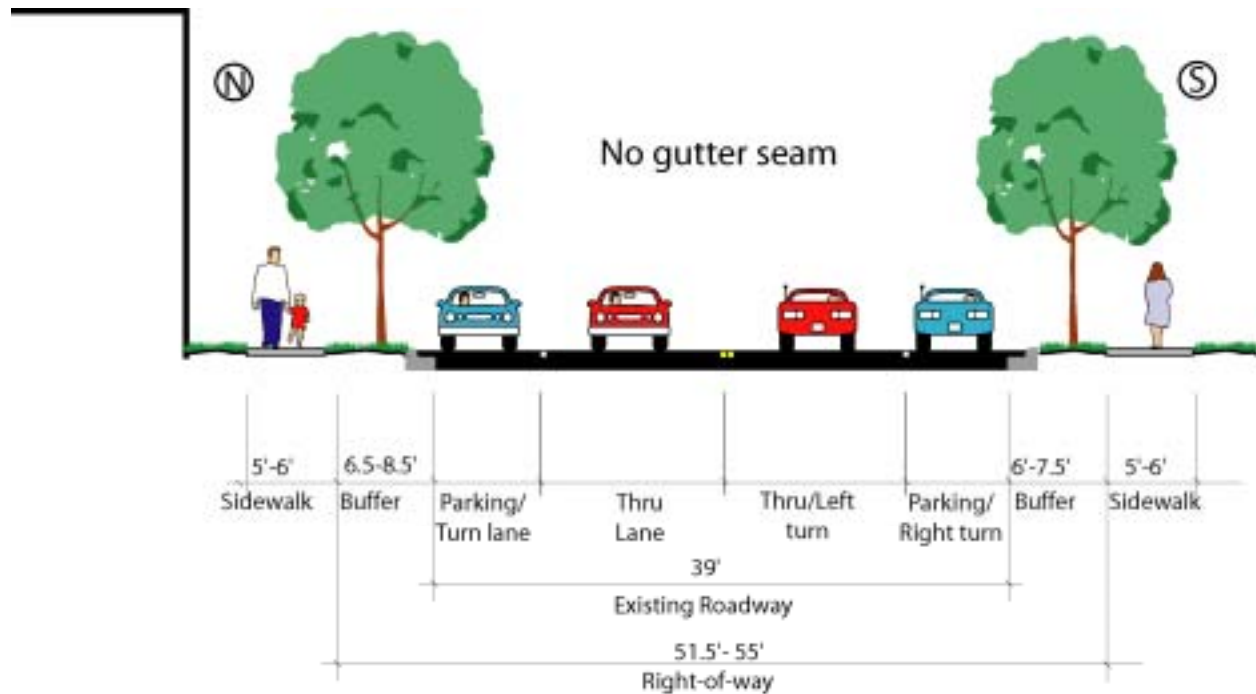 N
S
No gutter seam
5'-6'
6.5-8.5'
6'-7.5'
5'-6'
Sidewalk
Buffer
Parking/
Turn lane
Thru
Lane
Thru/Left
turn
Parking/
Right turn
Buffer
Sidewalk
39'
Existing Roadway
51.5'- 55'
Right-of-way